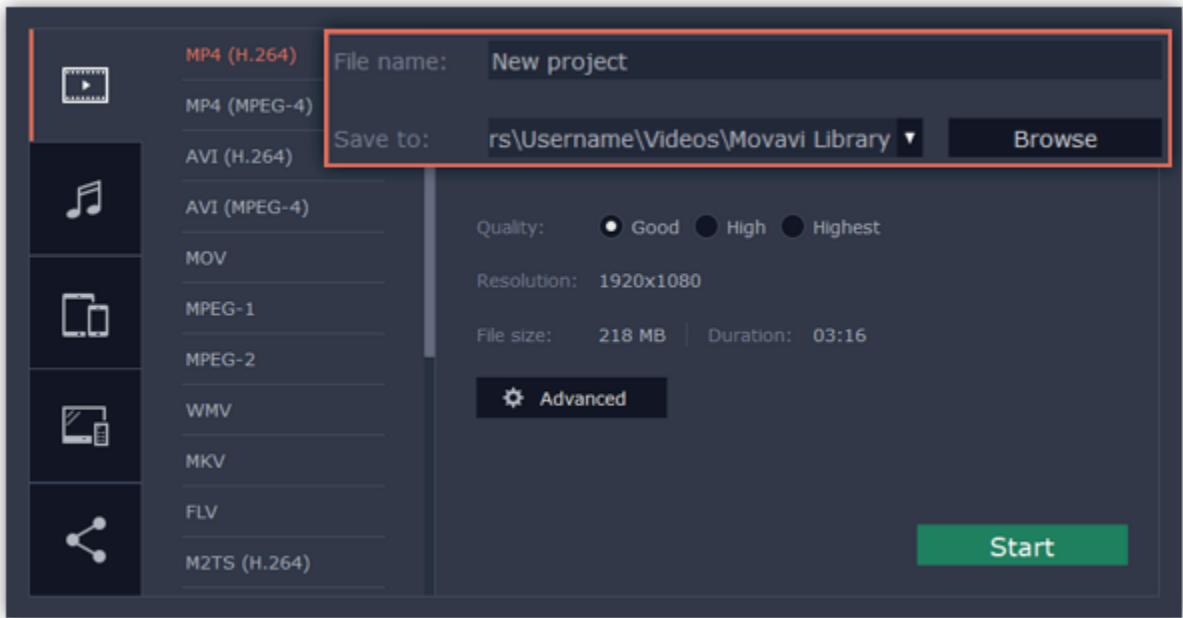 MP4 (H.264)
MP4 (MPEG-4)
AVI (H.264)
AVI (MPEG-4)
MOV
MPEG-1
MPEG-2
WMV
MKV
FLV
M2TS (H.264)
File name: New project
Save to: rs\Username\Videos\Movavi Library Browse
Quality: Good High Highest
Resolution: 1920x1080
File size: 218 MB Duration: 03:16
Advanced
Start